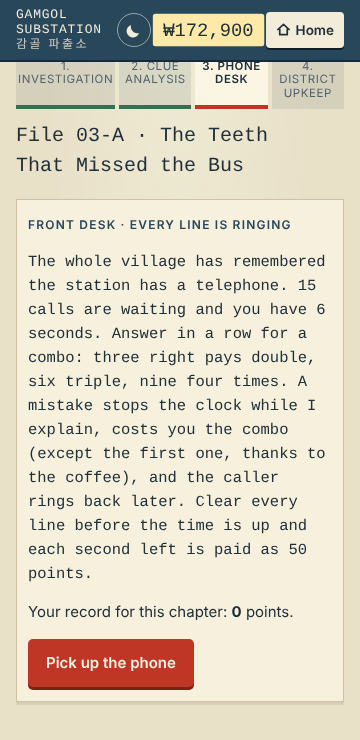 GAMGOL
SUBSTATION
감골 파출소
₩172,900
Home
1.
INVESTIGATION
2. CLUE
ANALYSIS
3. PHONE
DESK
4.
DISTRICT
UPKEEP
File 03-A · The Teeth
That Missed the Bus
FRONT DESK · EVERY LINE IS RINGING
The whole village has remembered
the station has a telephone. 15
calls are waiting and you have 6
seconds. Answer in a row for a
combo: three right pays double,
six triple, nine four times. A
mistake stops the clock while I
explain, costs you the combo
(except the first one, thanks to
the coffee), and the caller
rings back later. Clear every
line before the time is up and
each second left is paid as 50
points.
Your record for this chapter: 0 points.
Pick up the phone